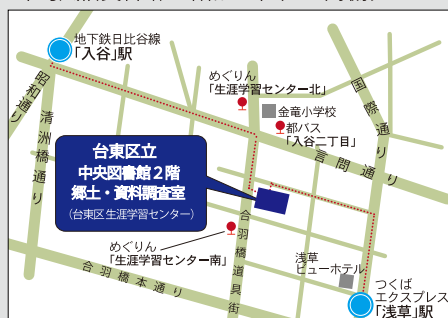 地下鉄日比谷線
「入谷」駅
昭和通り
清洲橋通り
めぐりん
「生涯学習センター北」
金竜小学校
都バス
「入谷二丁目」
国際通り
言問通り
台東区立
中央図書館2階
郷土・資料調査室
(台東区生涯学習センター)
めぐりん
「生涯学習センター南」
合羽橋本通り
合羽橋道具街
浅草
ビューホテル
つくば
エクスプレス
「浅草」駅